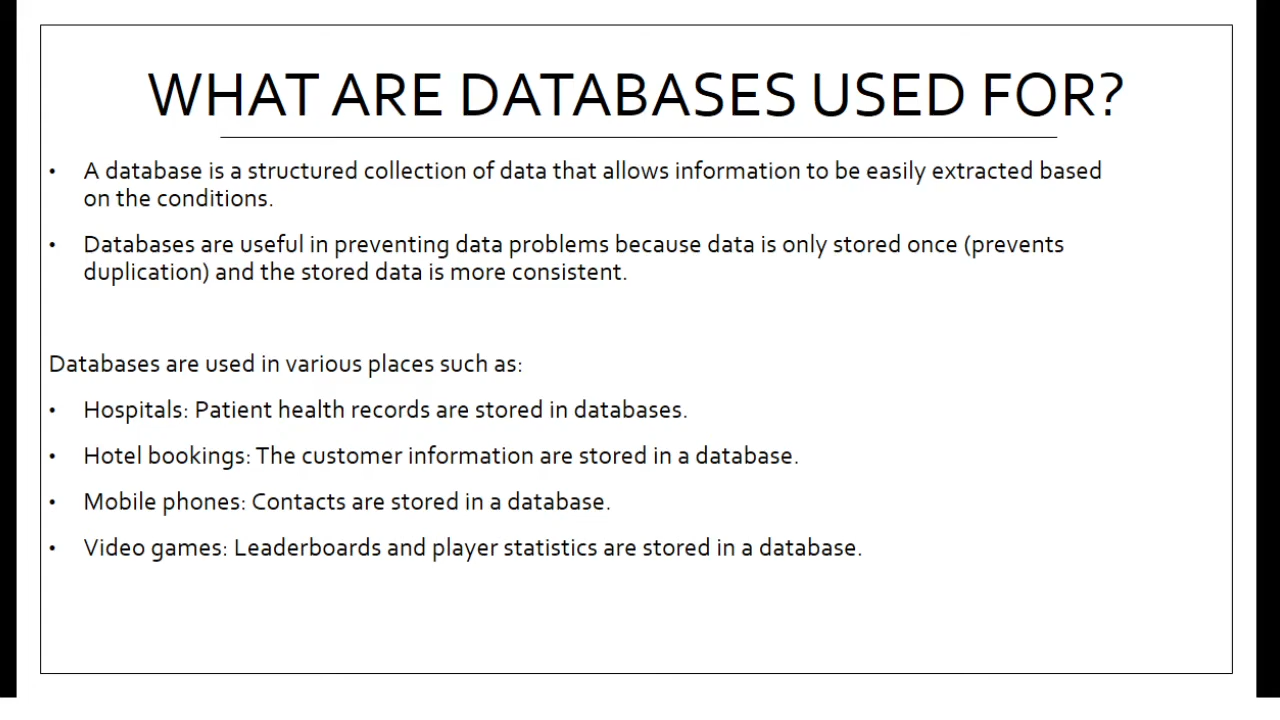 WHAT ARE DATABASES USED FOR?
• A database is a structured collection of data that allows information to be easily extracted based
on the conditions.
• Databases are useful in preventing data problems because data is only stored once (prevents
duplication) and the stored data is more consistent.
Databases are used in various places such as:
• Hospitals: Patient health records are stored in databases.
• Hotel bookings: The customer information are stored in a database.
• Mobile phones: Contacts are stored in a database.
• Video games: Leaderboards and player statistics are stored in a database.